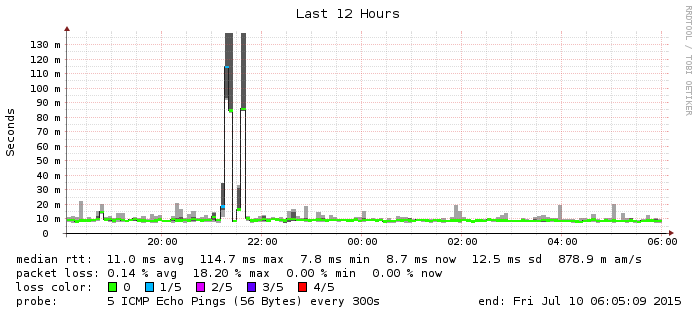 Last 12 Hours
RRDTOOL / TOBI OETIKER
Seconds
130 m
120 m
110 m
100 m
90 m
80 m
70 m
60 m
50 m
40 m
30 m
20 m
10 m
0
20:00 22:00 00:00 02:00 04:00 06:00
median rtt: 11.0 ms avg 114.7 ms max 7.8 ms min 8.7 ms now 12.5 ms sd 878.9 m am/s
packet loss: 0.14 % avg 18.20 % max 0.00 % min 0.00 % now
loss color: 0 1/5 2/5 3/5 4/5
probe: 5 ICMP Echo Pings (56 Bytes) every 300s end: Fri Jul 10 06:05:09 2015